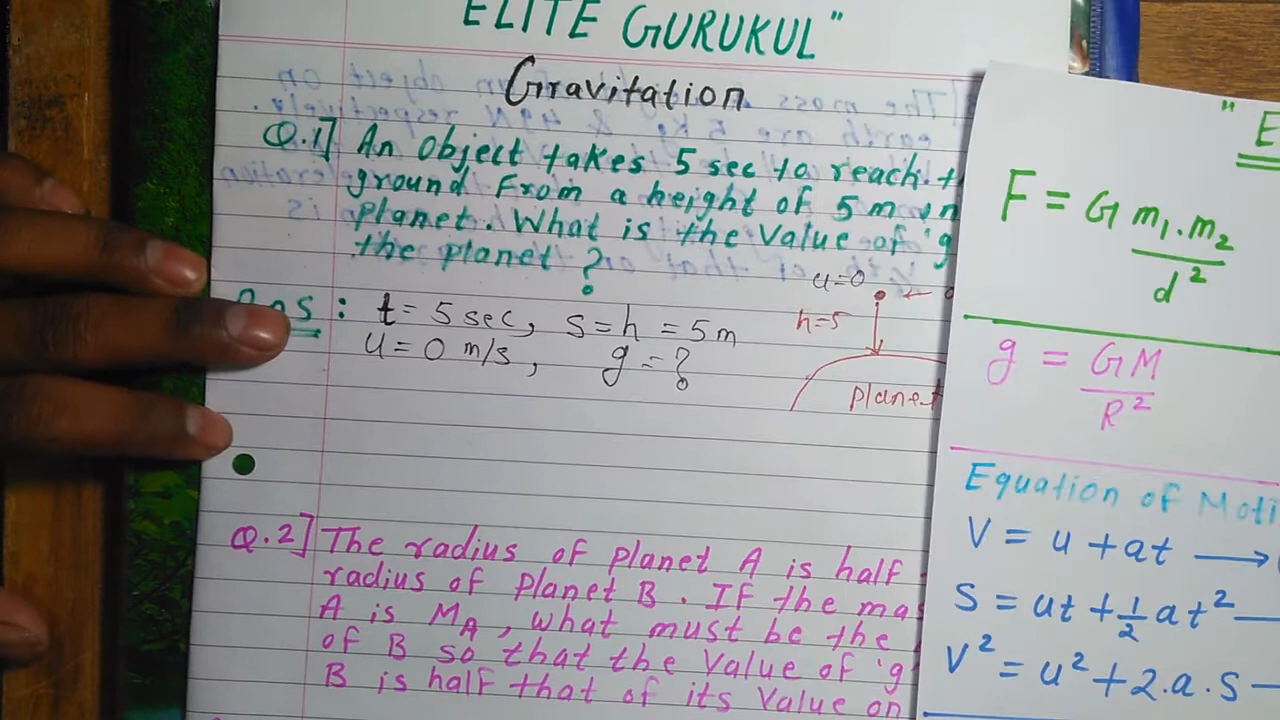 ELITE GURUKUL"
Gravitation
Q.1] An object takes 5 sec to reach
ground From a height of 5 m
planet. What is the value of 'g
the planet ?
Ans : t = 5 sec, s = h = 5 m
u = 0 m/s , g = ?
u = 0
h = 5
planet
Q.2] The radius of planet A is half
radius of planet B. IF the
A is MA, what must be the
of B so that the value of 'g
B is half that of its value on
" E
F = G m1.m2
d2
g = GM
R2
Equation of
V = u + at →
S = ut + 1/2 at2
V2 = u2 + 2.a.s